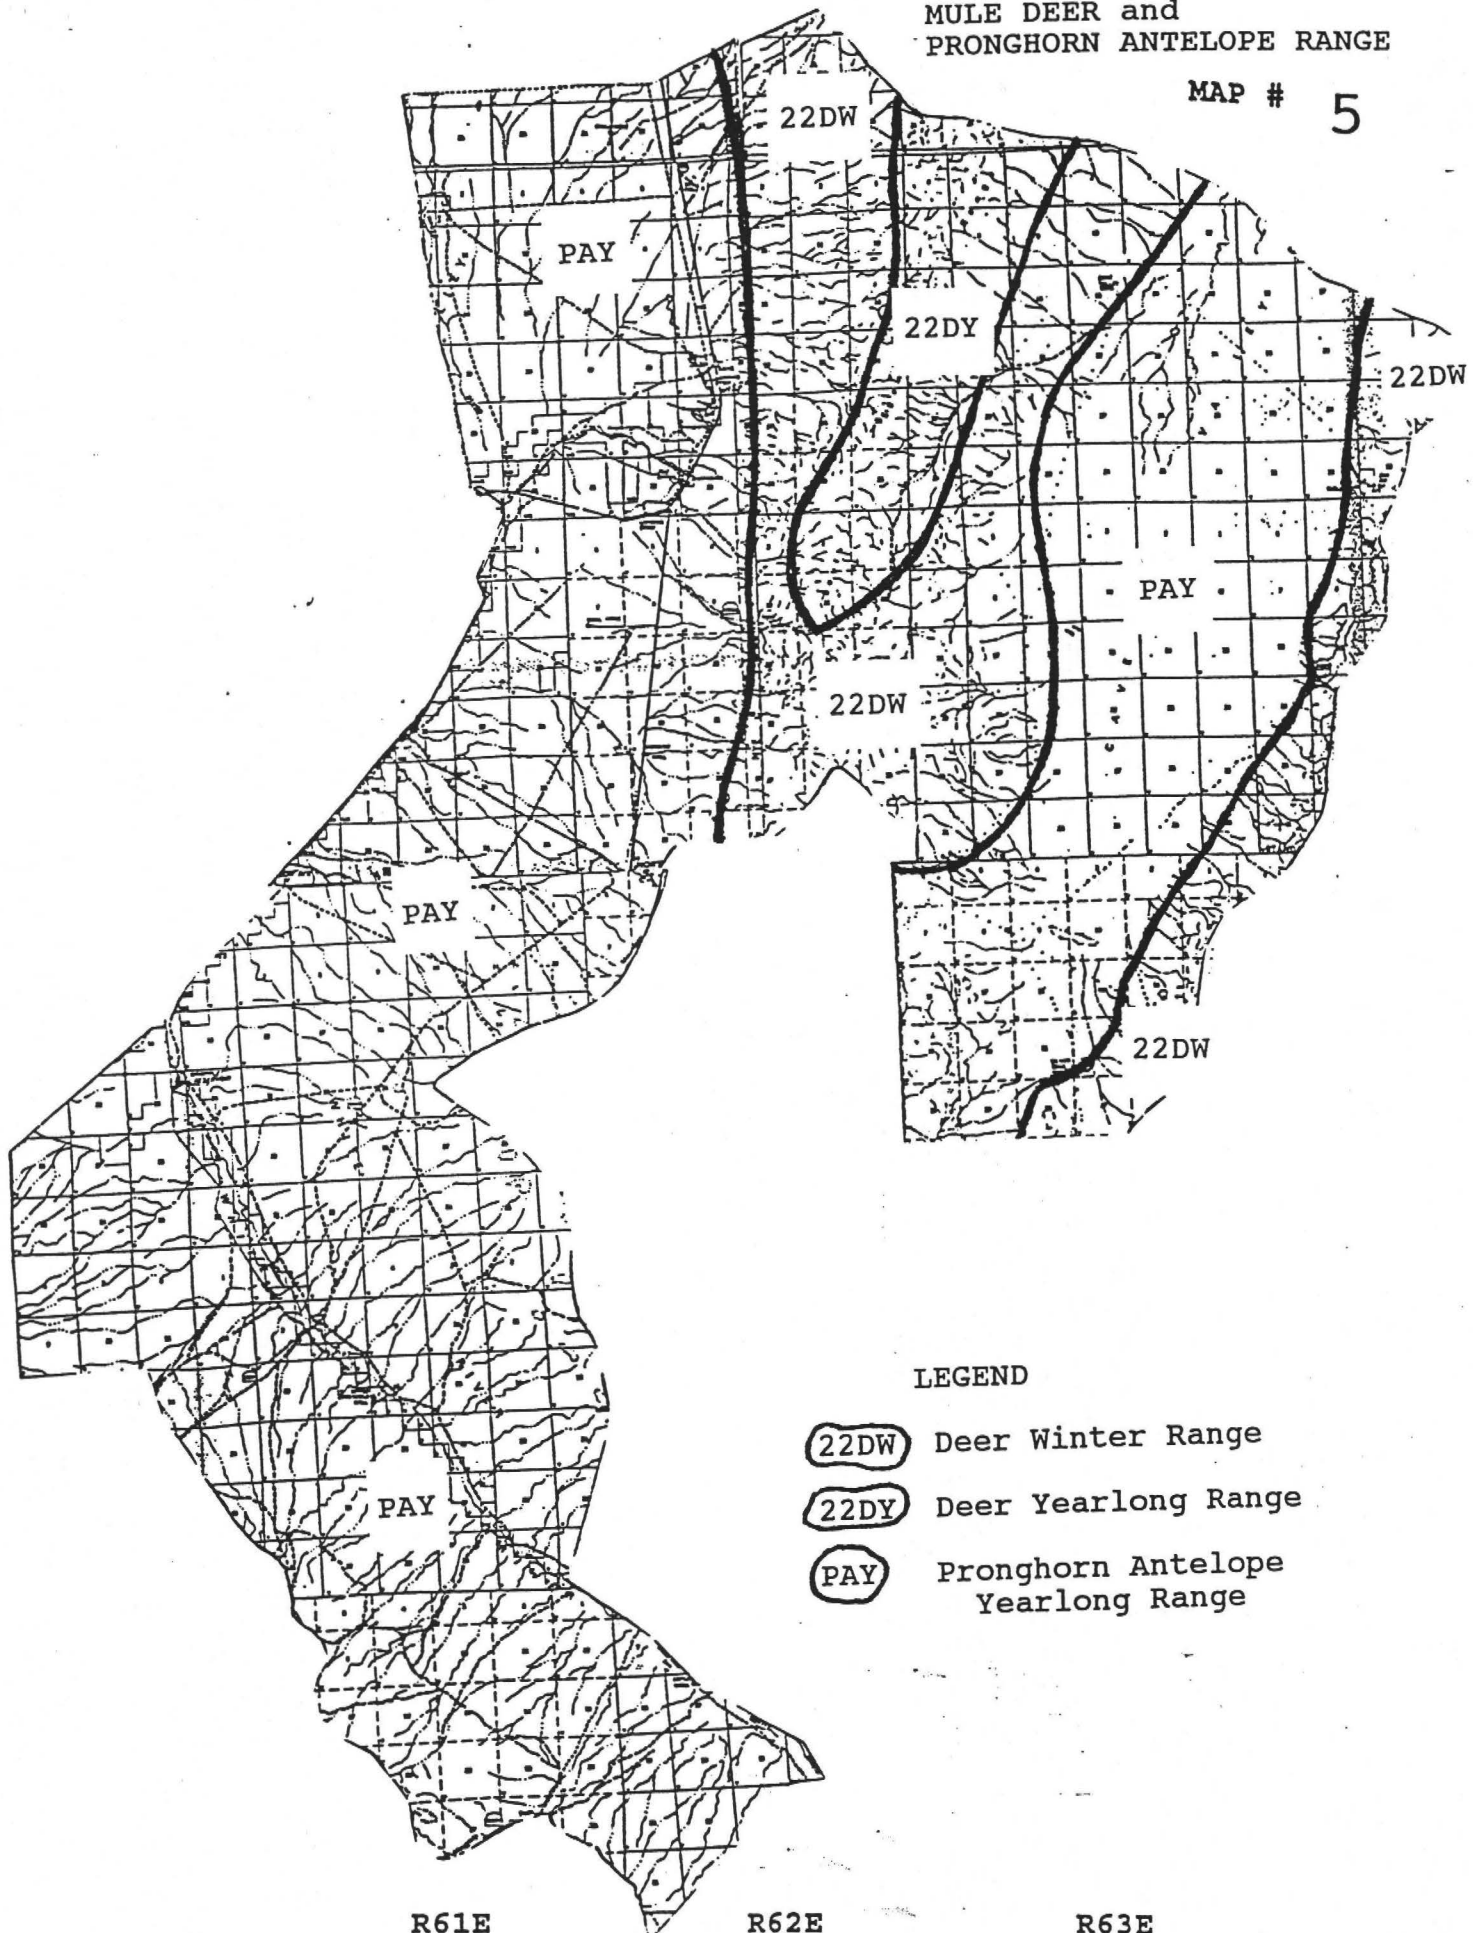 MULE DEER and
PRONGHORN ANTELOPE RANGE
MAP # 5
22DW
PAY
22DY
22DW
PAY
22DW
PAY
22DW
PAY
LEGEND
22DW Deer Winter Range
22DY Deer Yearlong Range
PAY Pronghorn Antelope
Yearlong Range
R61E R62E R63E